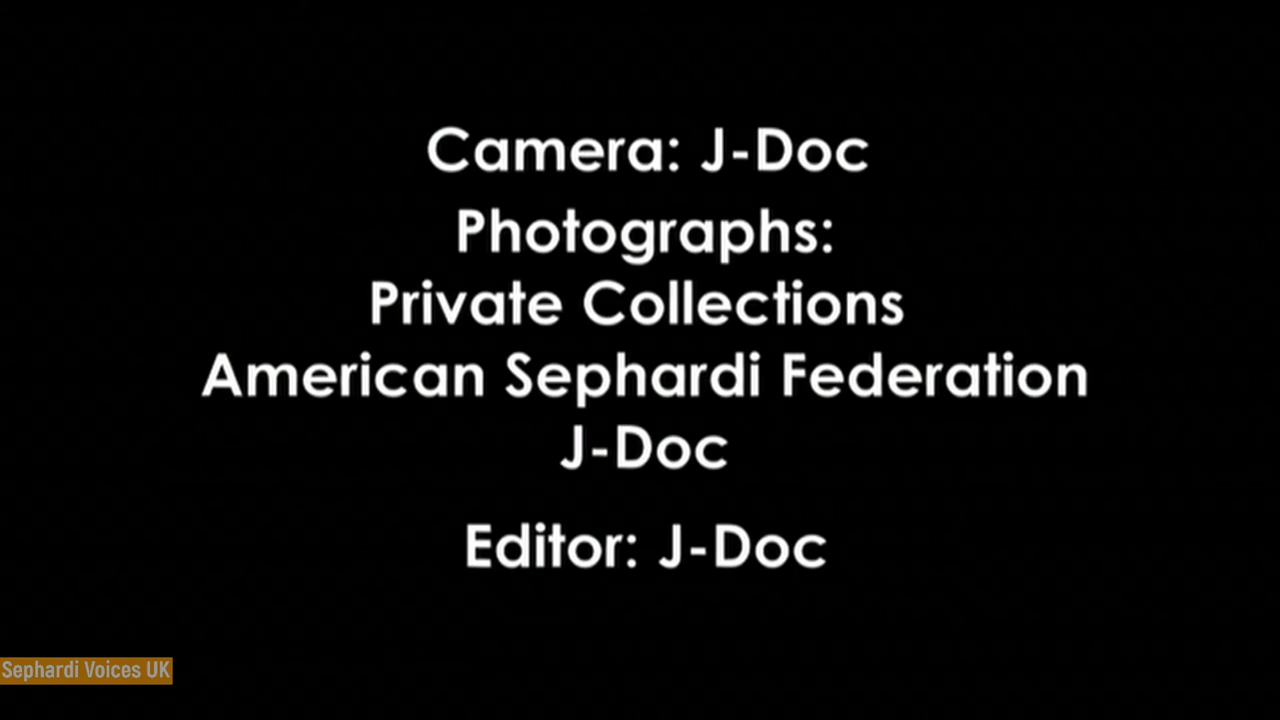 Camera: J-Doc
Photographs:
Private Collections
American Sephardi Federation
J-Doc
Editor: J-Doc
Sephardi Voices UK